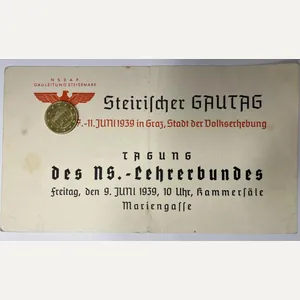 N S D A P
GAULEITUNG STEIERMARK
Steirischer GAUTAG
-11. JUNI 1939 in Graz, Stadt der Volkserhebung
TAGUNG
des NS.-Lehrerbundes
Freitag, den 9. JUNI 1939, 10 Uhr, Kammersäle
Mariengasse